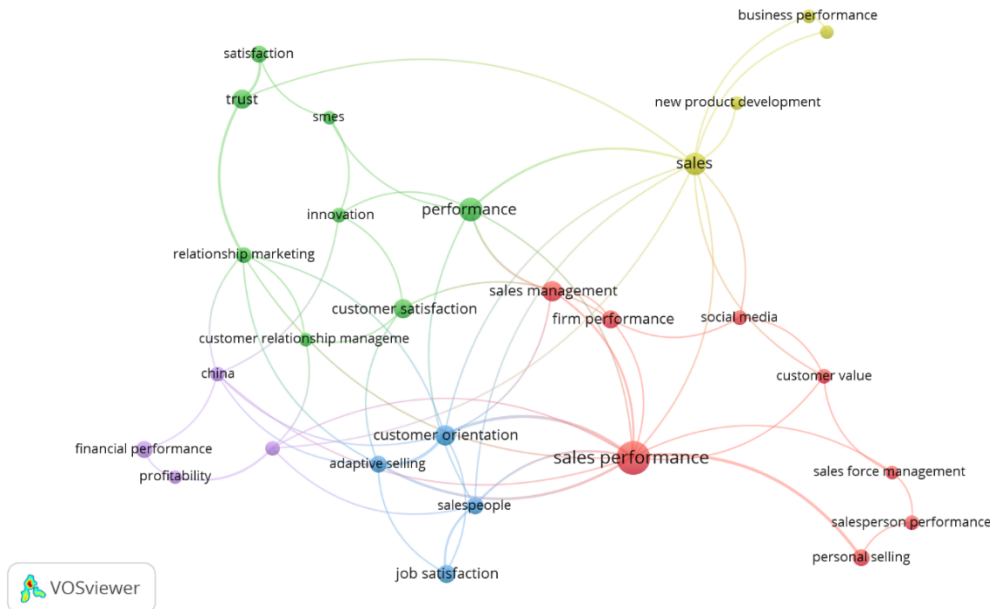 business performance
satisfaction
trust
new product development
smes
sales
performance
innovation
relationship marketing
sales management
customer satisfaction
firm performance
social media
customer relationship manageme
china
customer value
customer orientation
financial performance
sales performance
adaptive selling
profitability
sales force management
salespeople
salesperson performance
personal selling
job satisfaction
VOSviewer